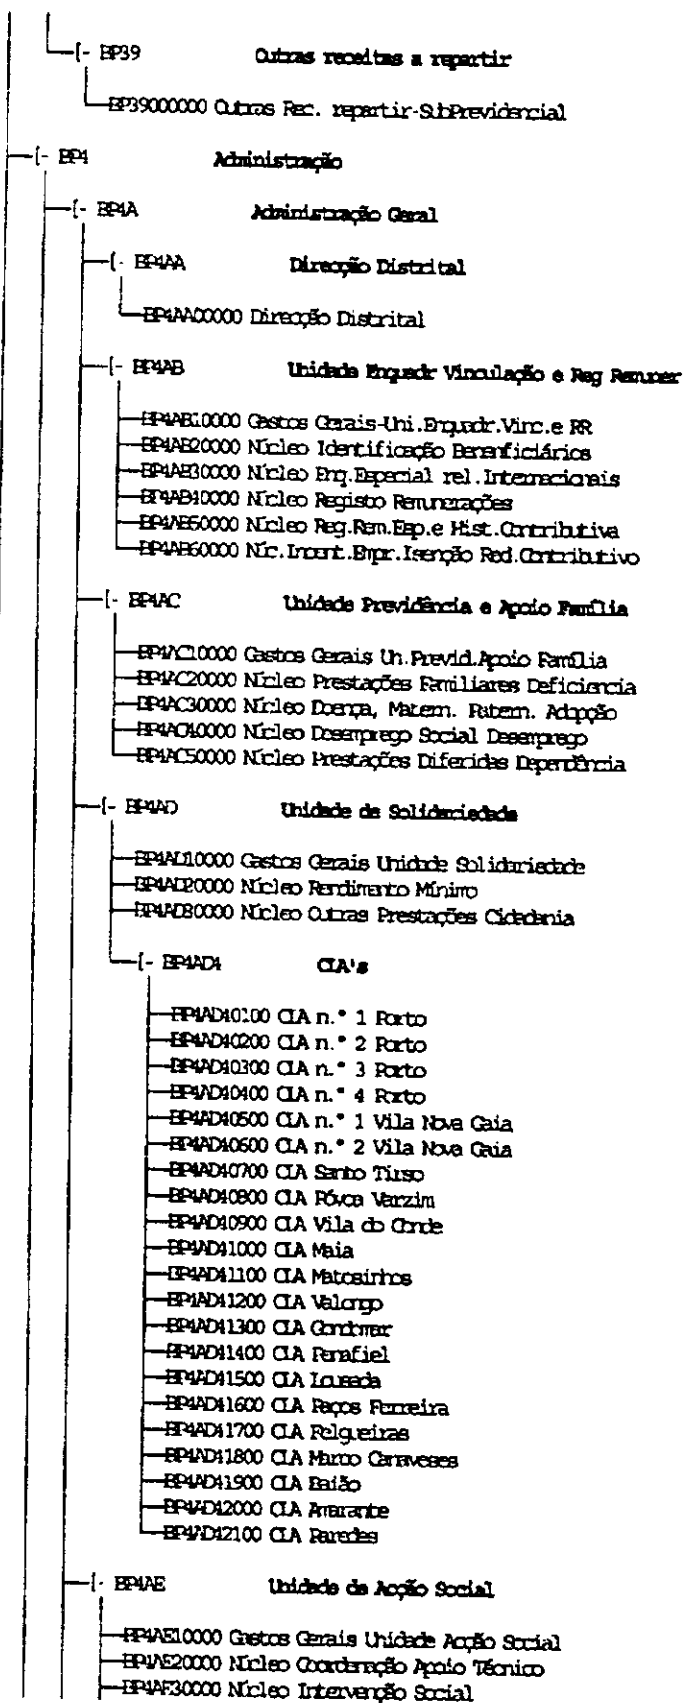 [- BP39 Outras receitas a repartir
BP39000000 Outras Rec. repartir-SubPrevidencial
[- BP4 Administração
[- BP4A Administração Geral
[- BP4AA Direcção Distrital
BP4AA00000 Direcção Distrital
[- BP4AB Unidade Enquadr Vinculação e Reg Remuner
BP4AB10000 Gastos Gerais-Uni.Enquadr.Vinc.e RR
BP4AB20000 Núcleo Identificação Benenficiários
BP4AB30000 Núcleo Enq.Especial rel.Internacionais
BP4AB40000 Núcleo Registo Remunerações
BP4AB50000 Núcleo Reg.Rem.Esp.e Hist.Contributiva
BP4AB60000 Núc.Incent.Empr.Isenção Red.Contributivo
[- BP4AC Unidade Previdência e Apoio Família
BP4AC10000 Gastos Gerais Un.Previd.Apoio Família
BP4AC20000 Núcleo Prestações Familiares Deficiencia
BP4AC30000 Núcleo Doença, Matern. Patern. Adopção
BP4AC40000 Núcleo Desemprego Social Desemprego
BP4AC50000 Núcleo Prestações Diferidas Dependência
[- BP4AD Unidade de Solidariedade
BP4AD10000 Gastos Gerais Unidade Solidariedade
BP4AD20000 Núcleo Rendimento Mínimo
BP4AD30000 Núcleo Outras Prestações Cidadania
[- BP4AD4 CLA's
BP4AD40100 CLA n.º 1 Porto
BP4AD40200 CLA n.º 2 Porto
BP4AD40300 CLA n.º 3 Porto
BP4AD40400 CLA n.º 4 Porto
BP4AD40500 CLA n.º 1 Vila Nova Gaia
BP4AD40600 CLA n.º 2 Vila Nova Gaia
BP4AD40700 CLA Santo Tirso
BP4AD40800 CLA Póvoa Varzim
BP4AD40900 CLA Vila do Conde
BP4AD41000 CLA Maia
BP4AD41100 CLA Matosinhos
BP4AD41200 CLA Valongo
BP4AD41300 CLA Gondomar
BP4AD41400 CLA Penafiel
BP4AD41500 CLA Lousada
BP4AD41600 CLA Paços Ferreira
BP4AD41700 CLA Felgueiras
BP4AD41800 CLA Marco Canaveses
BP4AD41900 CLA Baião
BP4AD42000 CLA Amarante
BP4AD42100 CLA Paredes
[- BP4AE Unidade de Acção Social
BP4AE10000 Gastos Gerais Unidade Acção Social
BP4AE20000 Núcleo Coordenação Apoio Técnico
BP4AE30000 Núcleo Intervenção Social